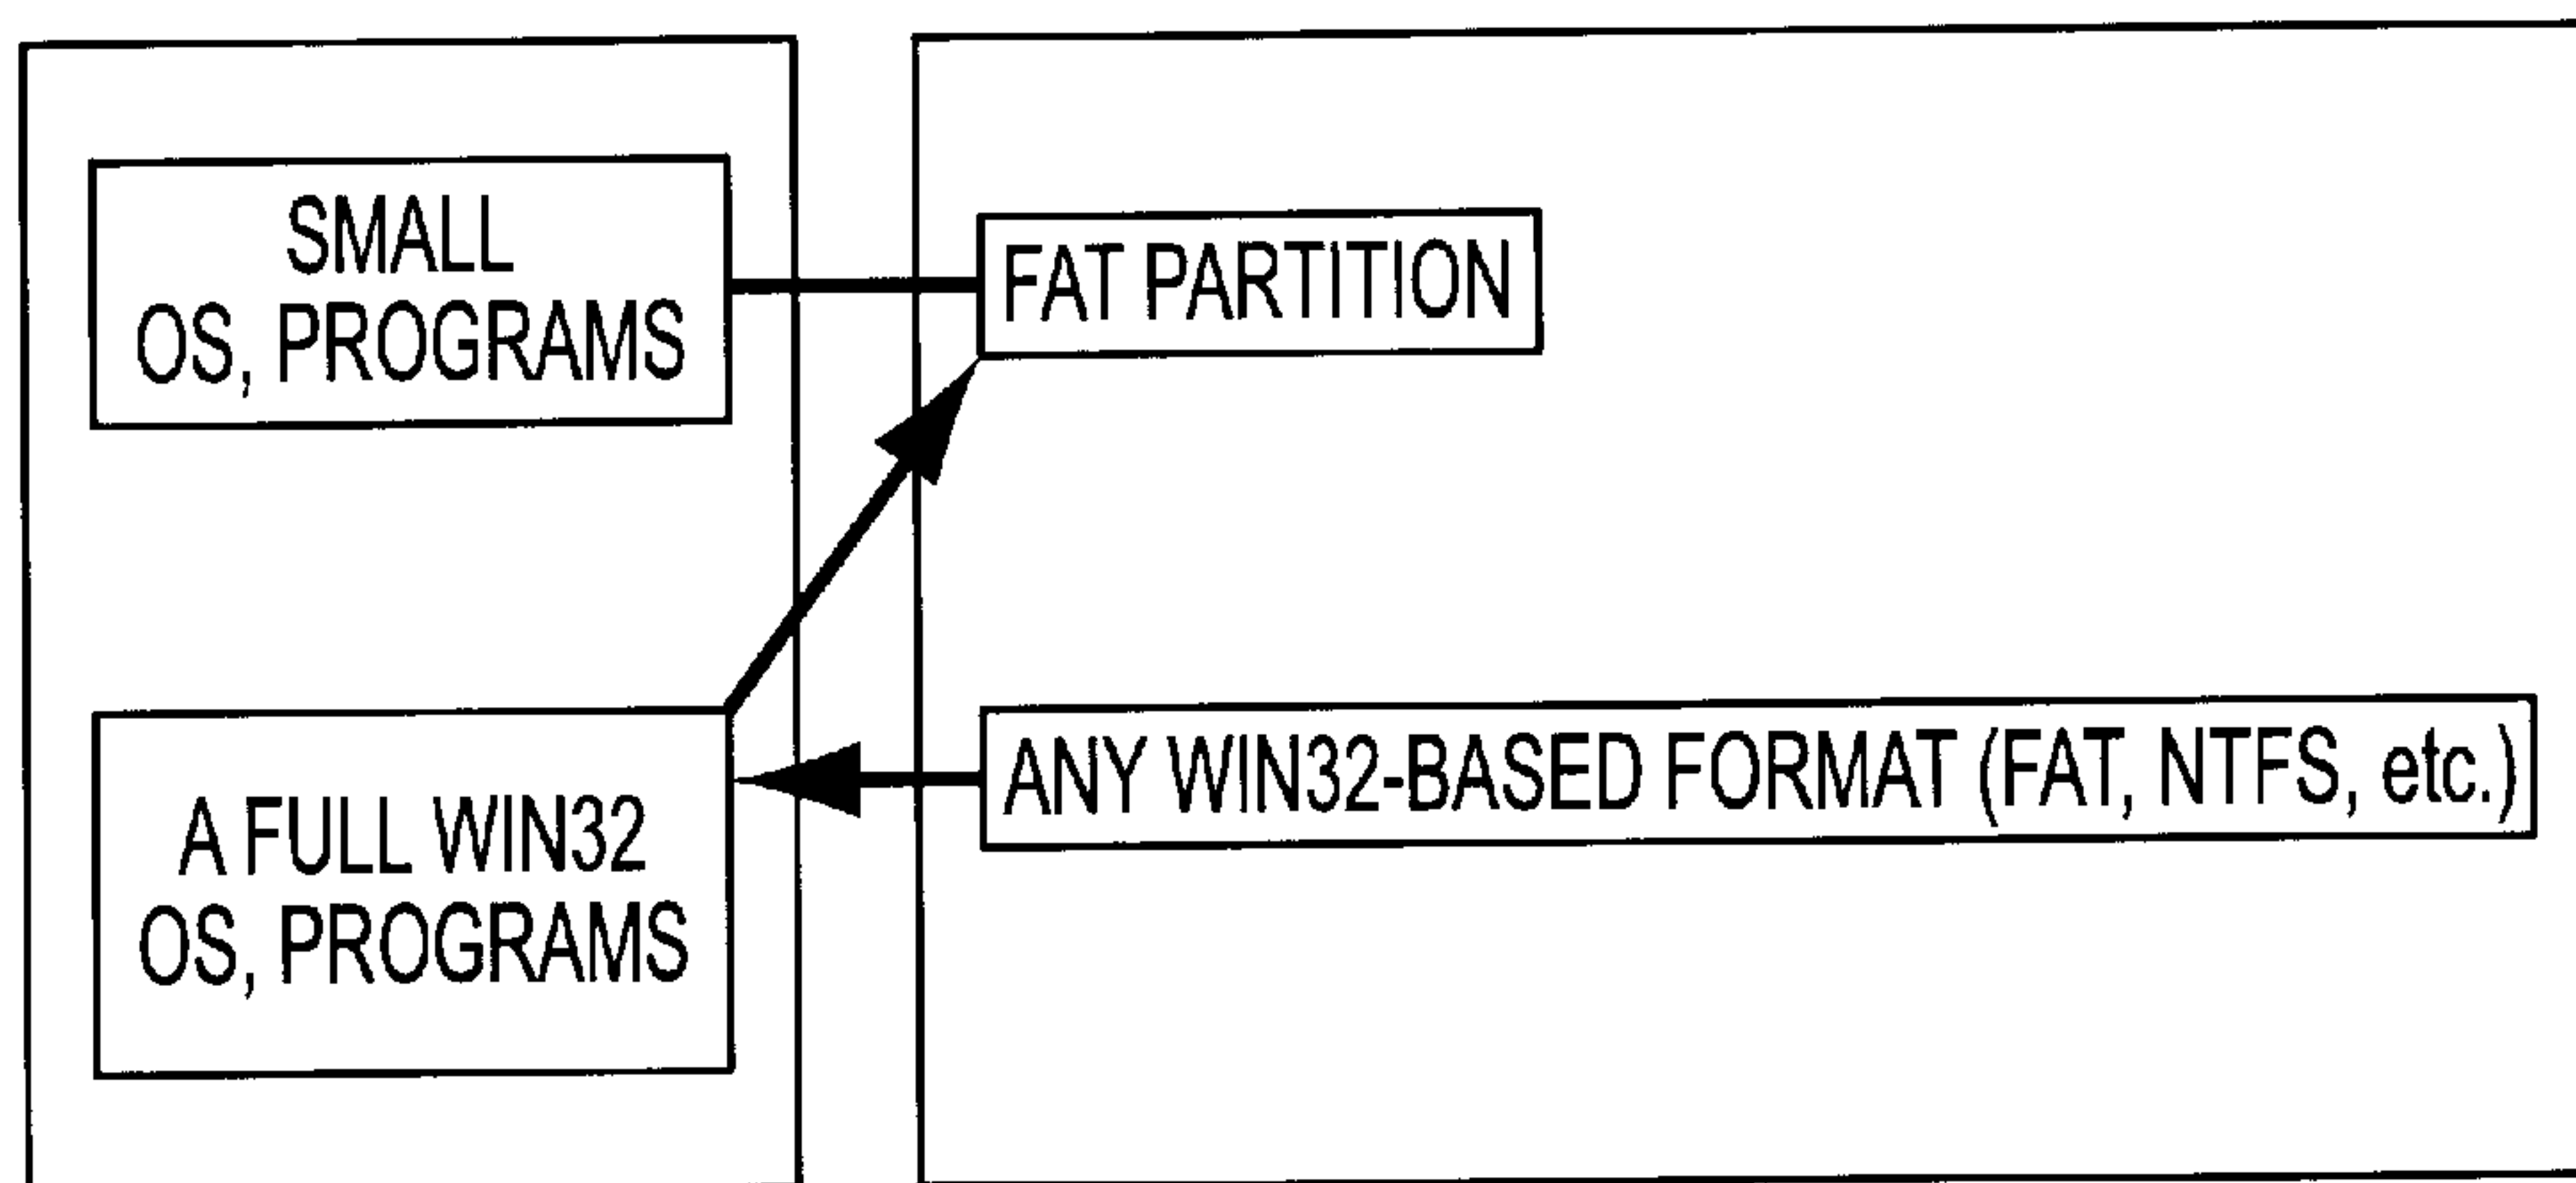 SMALL
OS, PROGRAMS
FAT PARTITION
A FULL WIN32
OS, PROGRAMS
ANY WIN32-BASED FORMAT (FAT, NTFS, etc.)